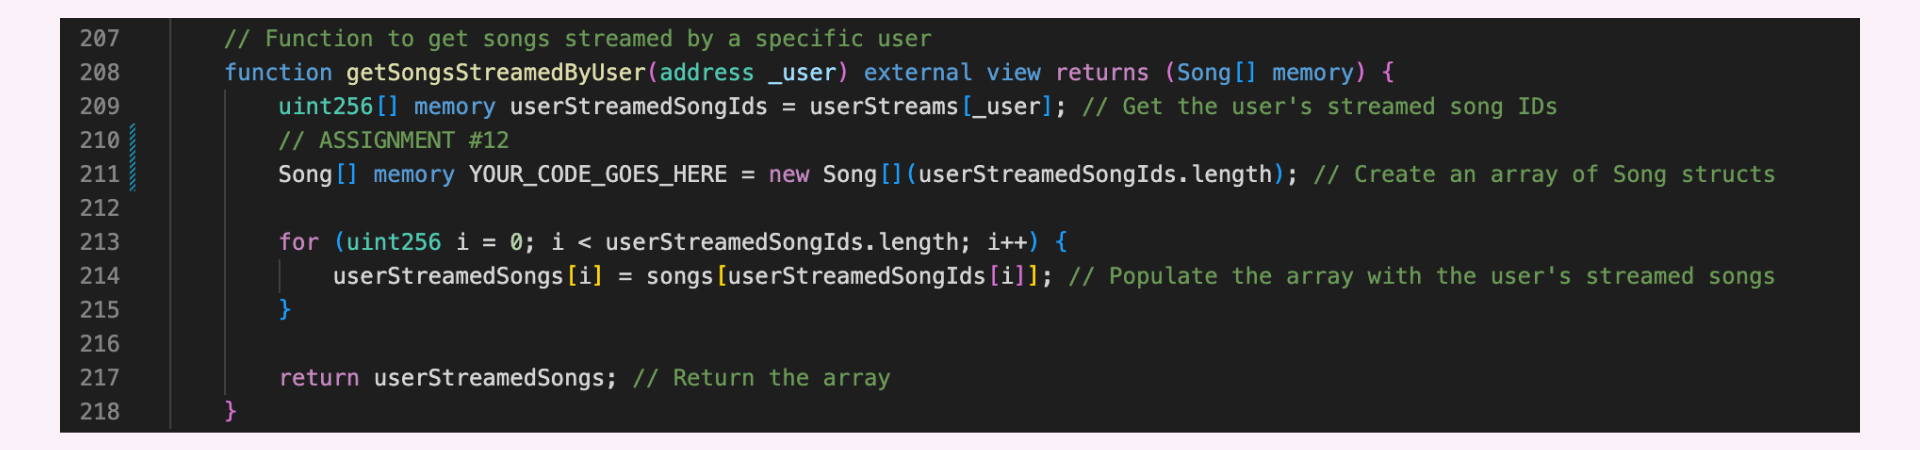 207 // Function to get songs streamed by a specific user
208 function getSongsStreamedByUser(address _user) external view returns (Song[] memory) {
209 uint256[] memory userStreamedSongIds = userStreams[_user]; // Get the user's streamed song IDs
210 // ASSIGNMENT #12
211 Song[] memory YOUR_CODE_GOES_HERE = new Song[](userStreamedSongIds.length); // Create an array of Song structs
212
213 for (uint256 i = 0; i < userStreamedSongIds.length; i++) {
214 userStreamedSongs[i] = songs[userStreamedSongIds[i]]; // Populate the array with the user's streamed songs
215 }
216
217 return userStreamedSongs; // Return the array
218 }